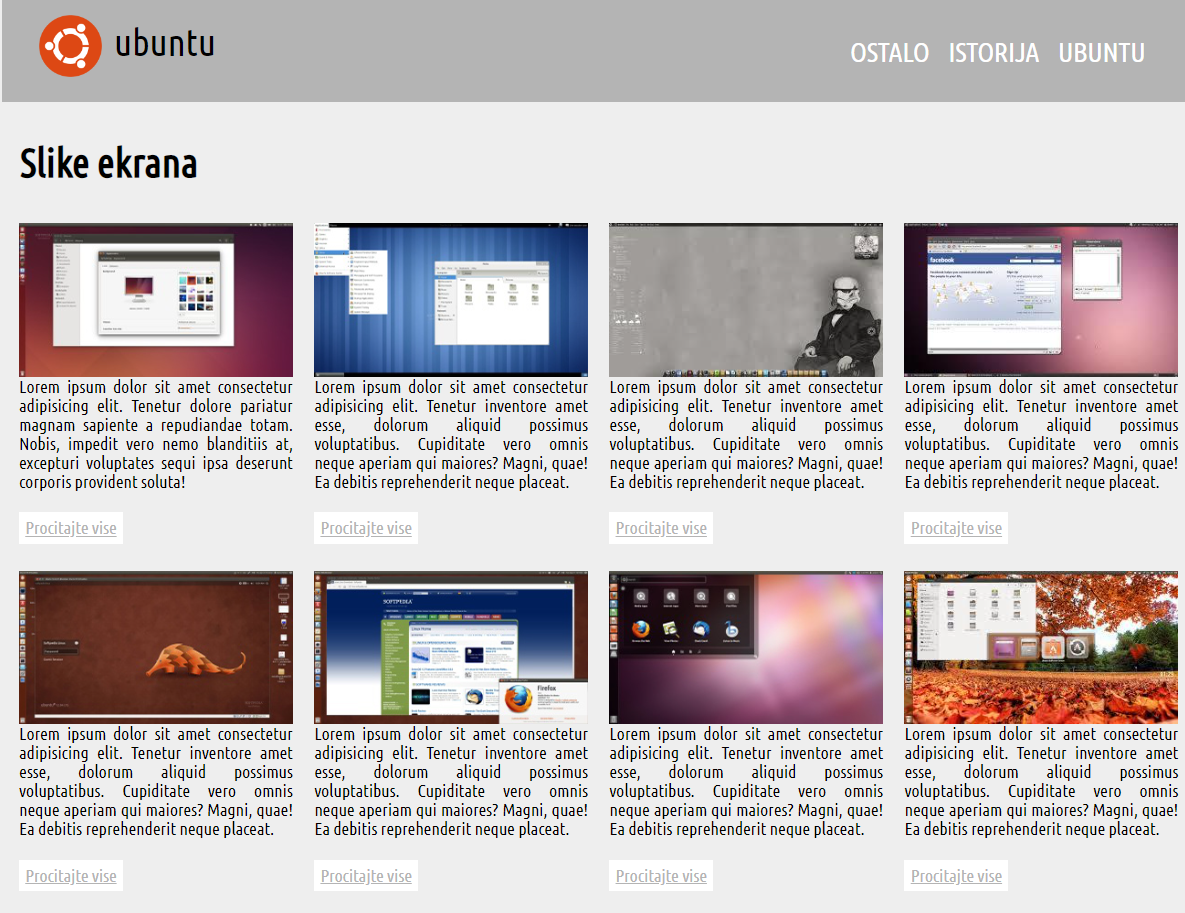 ubuntu
OSTALO ISTORIJA UBUNTU
Slike ekrana
Lorem ipsum dolor sit amet consectetur
adipisicing elit. Tenetur dolore pariatur
magnam sapiente a repudiandae totam.
Nobis, impedit vero nemo blanditiis at,
excepturi voluptates sequi ipsa deserunt
corporis provident soluta!
Procitajte vise
Lorem ipsum dolor sit amet consectetur
adipisicing elit. Tenetur inventore amet
esse, dolorum aliquid possimus
voluptatibus. Cupiditate vero omnis
neque aperiam qui maiores? Magni, quae!
Ea debitis reprehenderit neque placeat.
Procitajte vise
Lorem ipsum dolor sit amet consectetur
adipisicing elit. Tenetur inventore amet
esse, dolorum aliquid possimus
voluptatibus. Cupiditate vero omnis
neque aperiam qui maiores? Magni, quae!
Ea debitis reprehenderit neque placeat.
Procitajte vise
facebook
Lorem ipsum dolor sit amet consectetur
adipisicing elit. Tenetur inventore amet
esse, dolorum aliquid possimus
voluptatibus. Cupiditate vero omnis
neque aperiam qui maiores? Magni, quae!
Ea debitis reprehenderit neque placeat.
Procitajte vise
Lorem ipsum dolor sit amet consectetur
adipisicing elit. Tenetur inventore amet
esse, dolorum aliquid possimus
voluptatibus. Cupiditate vero omnis
neque aperiam qui maiores? Magni, quae!
Ea debitis reprehenderit neque placeat.
Procitajte vise
SOFTPEDIA
Firefox
Lorem ipsum dolor sit amet consectetur
adipisicing elit. Tenetur inventore amet
esse, dolorum aliquid possimus
voluptatibus. Cupiditate vero omnis
neque aperiam qui maiores? Magni, quae!
Ea debitis reprehenderit neque placeat.
Procitajte vise
Lorem ipsum dolor sit amet consectetur
adipisicing elit. Tenetur inventore amet
esse, dolorum aliquid possimus
voluptatibus. Cupiditate vero omnis
neque aperiam qui maiores? Magni, quae!
Ea debitis reprehenderit neque placeat.
Procitajte vise
Lorem ipsum dolor sit amet consectetur
adipisicing elit. Tenetur inventore amet
esse, dolorum aliquid possimus
voluptatibus. Cupiditate vero omnis
neque aperiam qui maiores? Magni, quae!
Ea debitis reprehenderit neque placeat.
Procitajte vise